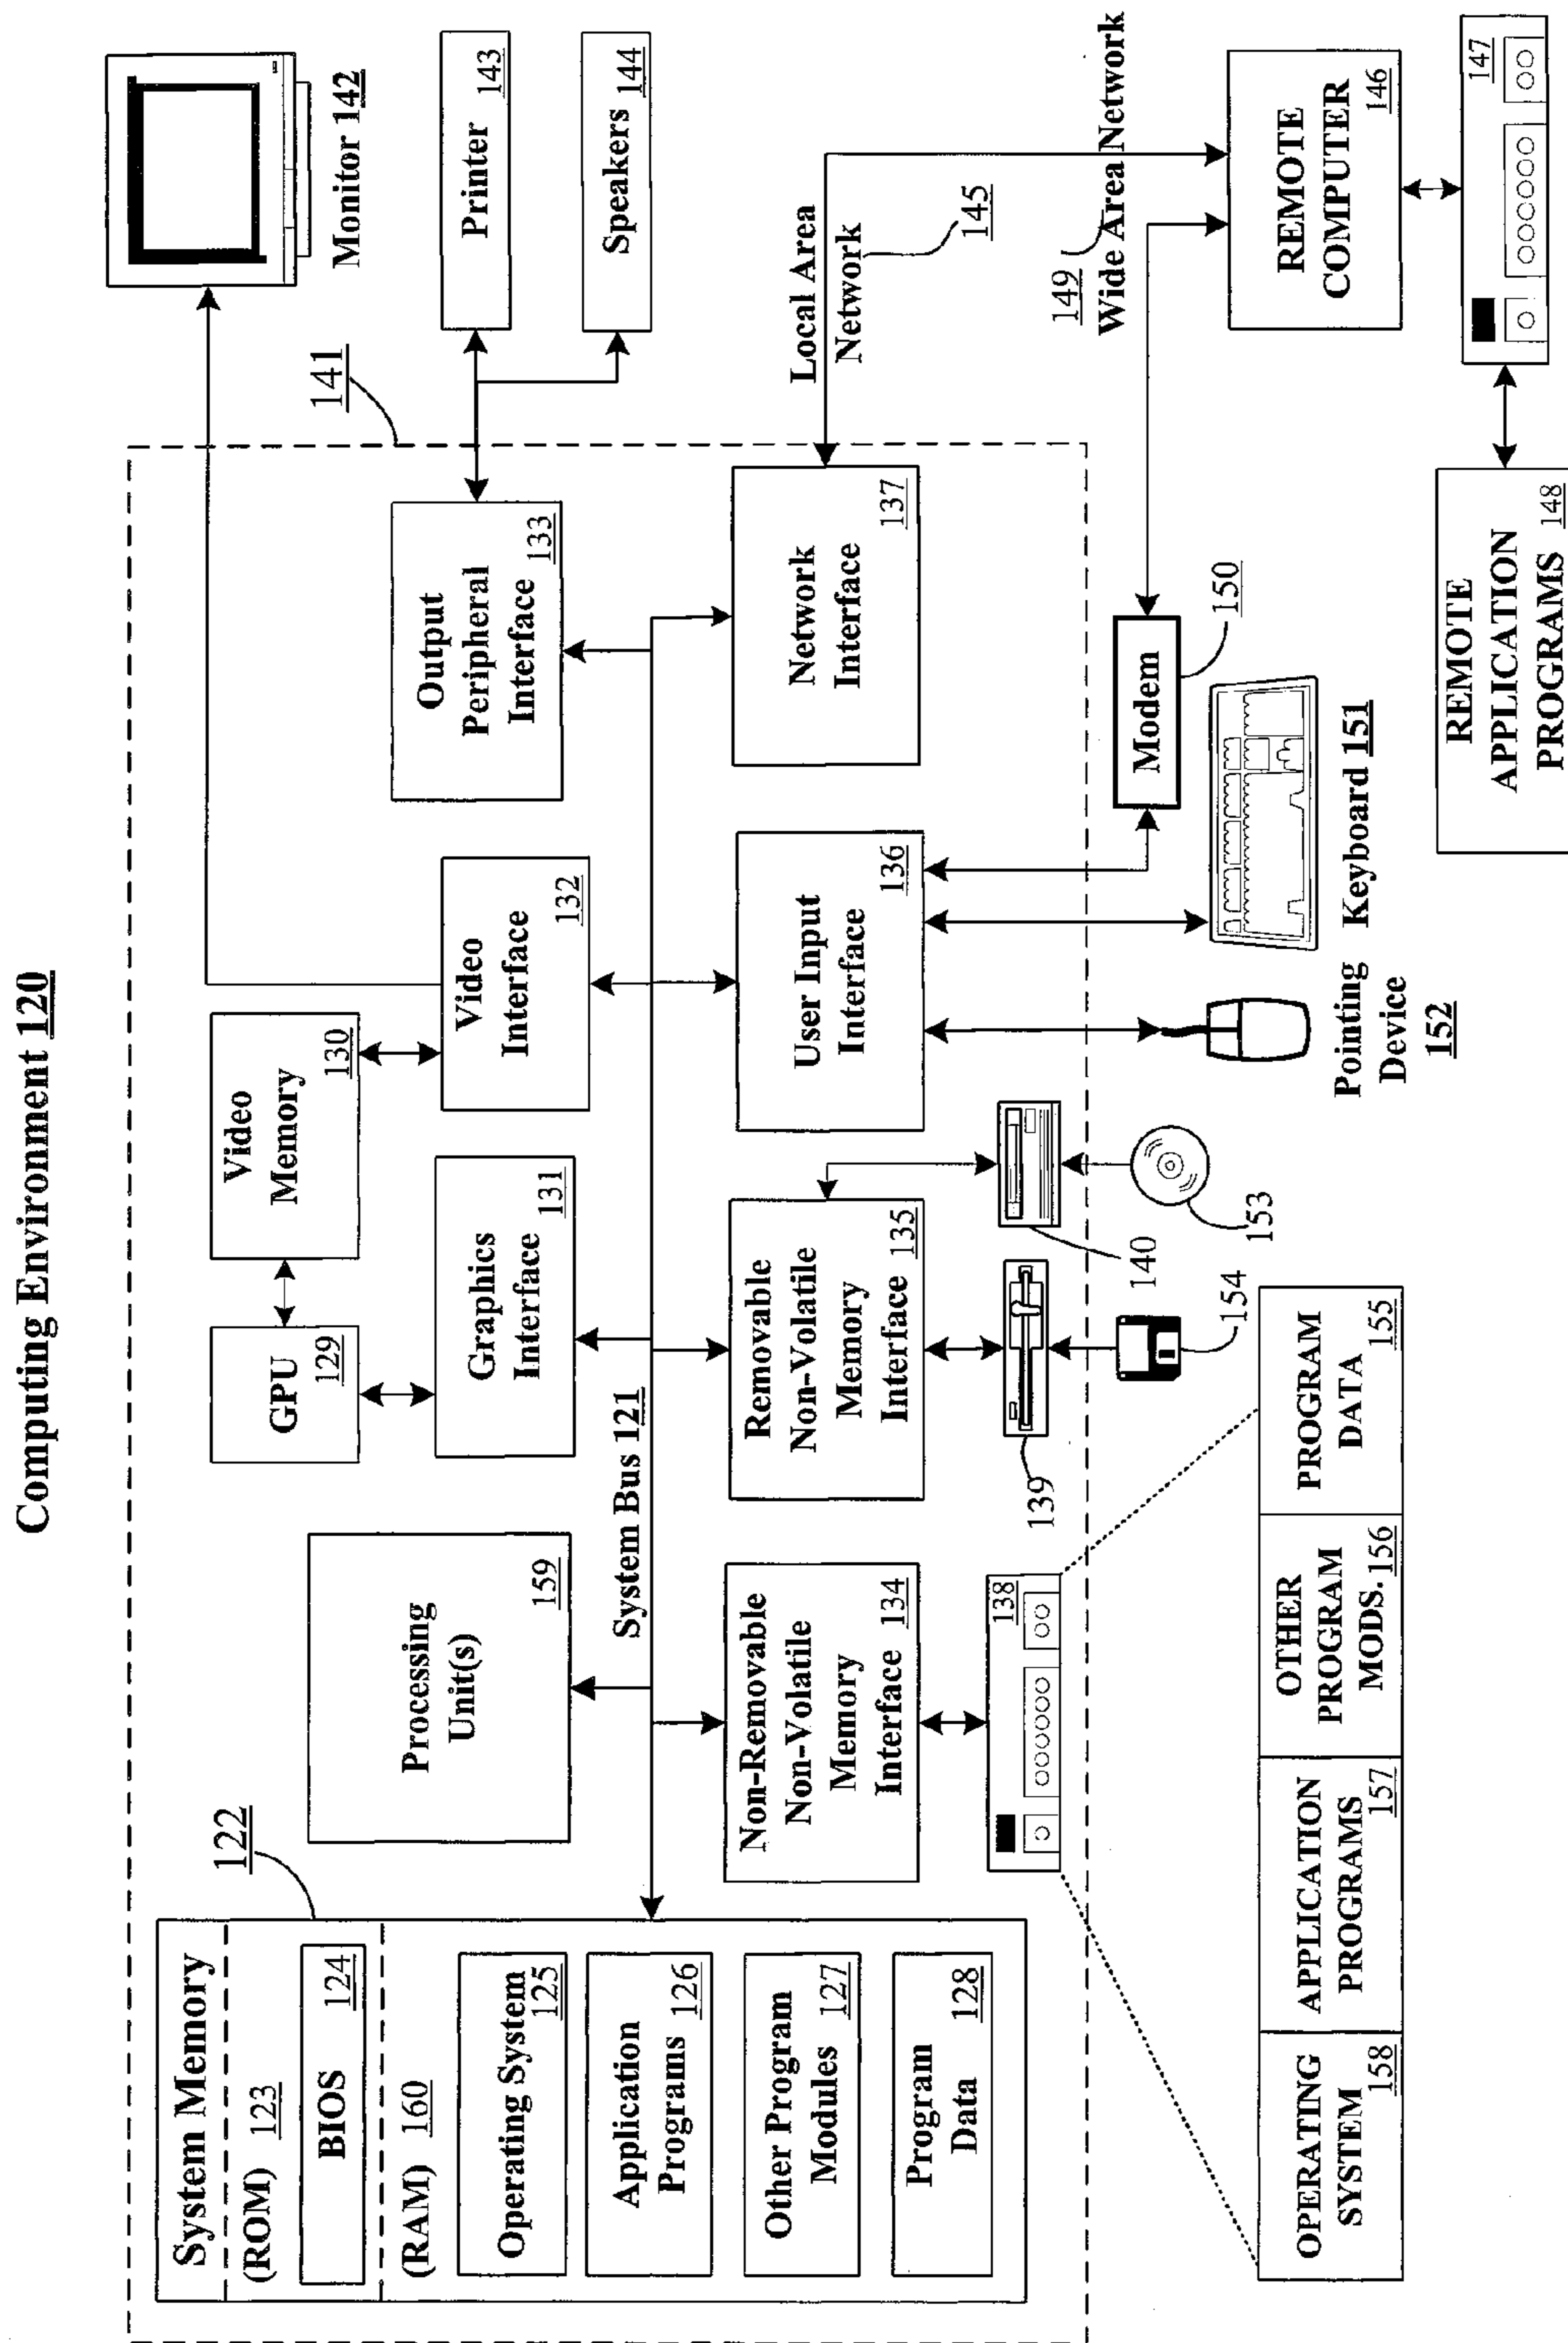 Computing Environment 120
122
System Memory
(ROM) 123
BIOS 124
(RAM) 160
Operating System
125
Application
Programs 126
Other Program
Modules 127
Program
Data 128
Processing
Unit(s)
159
System Bus 121
GPU
129
Video
Memory
130
Graphics
Interface
131
Video
Interface
132
Output
Peripheral
Interface 133
141
Monitor 142
Printer 143
Speakers 144
Non-Removable
Non-Volatile
Memory
Interface 134
Removable
Non-Volatile
Memory
Interface 135
User Input
Interface
136
Network
Interface
137
Local Area
Network
145
149
Wide Area Network
138
139
140
154
153
Modem
150
Pointing
Device
152
Keyboard 151
REMOTE
COMPUTER
146
147
REMOTE
APPLICATION
PROGRAMS 148
OPERATING
SYSTEM 158
APPLICATION
PROGRAMS 157
OTHER
PROGRAM
MODS. 156
PROGRAM
DATA 155